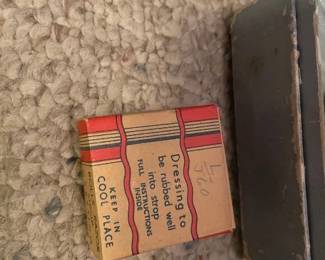 Dressing to
be rubbed well
into strop
FULL INSTRUCTIONS
INSIDE
KEEP IN
COOL PLACE